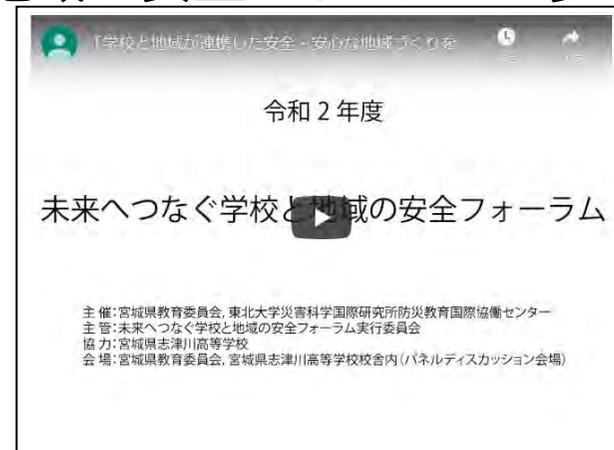 「学校と地域が連携した安全・安心な地域づくりを
令和2年度
未来へつなぐ学校と地域の安全フォーラム
主 催：宮城県教育委員会, 東北大学災害科学国際研究所防災教育国際協働センター
主 管：未来へつなぐ学校と地域の安全フォーラム実行委員会
協 力：宮城県志津川高等学校
会 場：宮城県教育委員会, 宮城県志津川高等学校校舎内（パネルディスカッション会場）